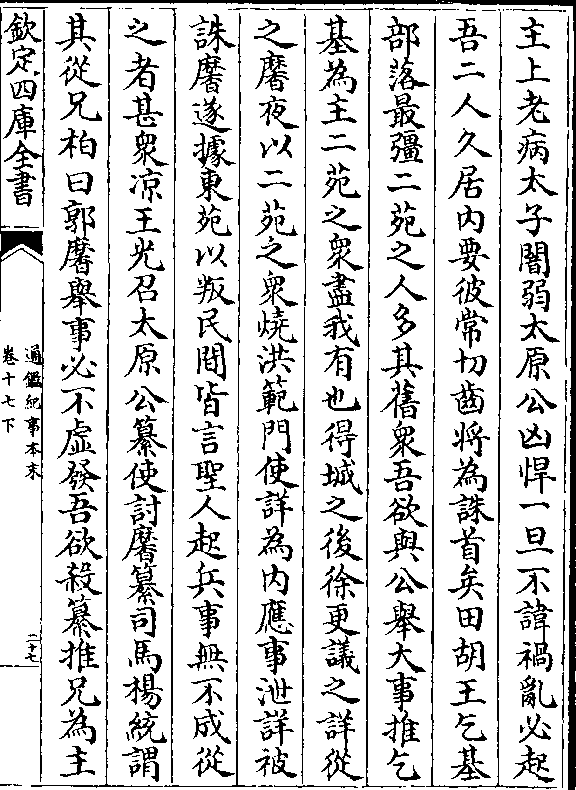 主上老病太子闇弱太原公凶悍一旦不諱禍亂必起
吾二人久居内要彼常切齒將為誅首矣田胡王乞基
部落最彊二苑之人多其舊衆吾欲與公舉大事推乞
基為主二苑之衆盡我有也得城之後徐更議之詳從
之黁夜以二苑之衆燒洪範門使詳為内應事泄詳被
誅黁遂據東苑以叛民間皆言聖人起兵事無不成從
之者甚衆凉王光召太原公纂使討黁纂司馬楊統謂
其從兄柏曰郭黁舉事必不虚發吾欲殺纂推兄為主
欽定四庫全書
通鑑紀事本末
卷十七下
二十七